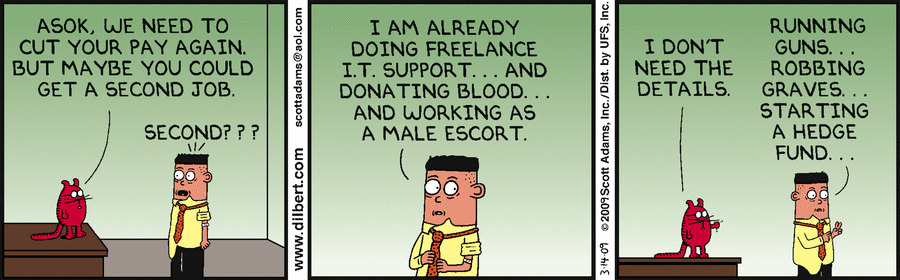 ASOK, WE NEED TO
CUT YOUR PAY AGAIN.
BUT MAYBE YOU COULD
GET A SECOND JOB.
SECOND???
www.dilbert.com
scottadams@aol.com
I AM ALREADY
DOING FREELANCE
I.T. SUPPORT... AND
DONATING BLOOD...
AND WORKING AS
A MALE ESCORT.
3-14-09 ©2009 Scott Adams, Inc./Dist. by UFS, Inc.
I DON'T
NEED THE
DETAILS.
RUNNING
GUNS...
ROBBING
GRAVES...
STARTING
A HEDGE
FUND...